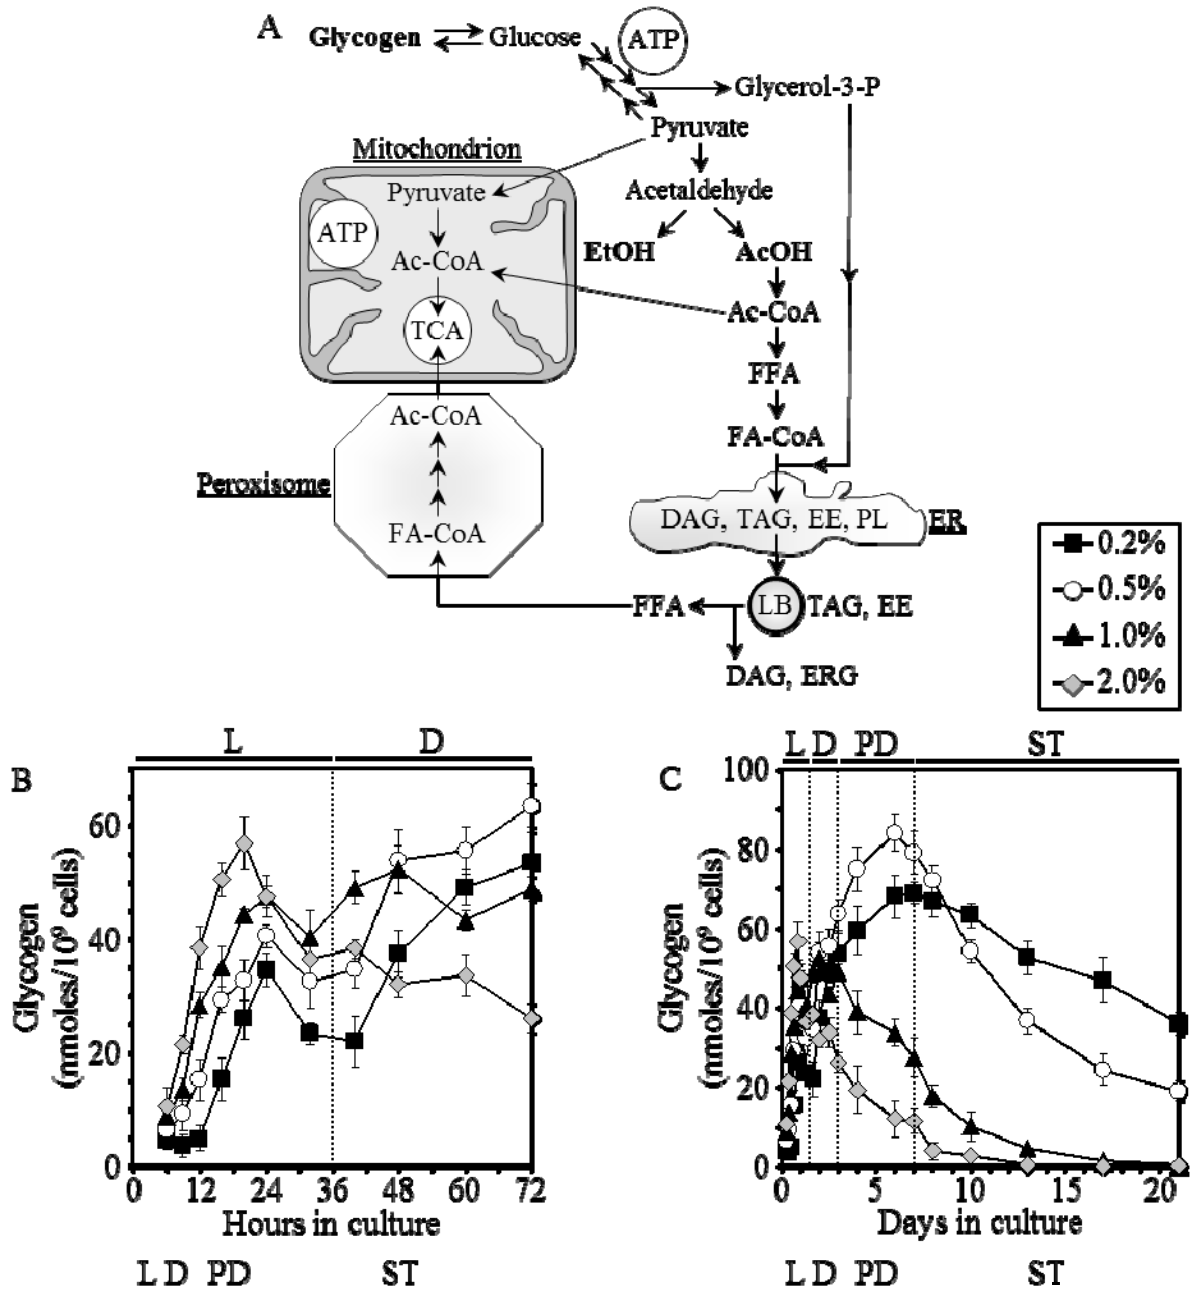 A
Glycogen Glucose ATP
Glycerol-3-P
Pyruvate
Mitochondrion
Pyruvate
Acetaldehyde
ATP
EtOH AcOH
Ac-CoA
Ac-CoA
TCA
FFA
Ac-CoA
FA-CoA
Peroxisome
DAG, TAG, EE, PL ER
FA-CoA
FFA LB TAG, EE
DAG, ERG
0.2%
0.5%
1.0%
2.0%
B
L D
60
40
20
0
Glycogen
(nmoles/10⁹ cells)
0 12 24 36 48 60 72
Hours in culture
L D PD ST
C
L D PD ST
100
80
60
40
20
0
Glycogen
(nmoles/10⁹ cells)
0 5 10 15 20
Days in culture
L D PD ST